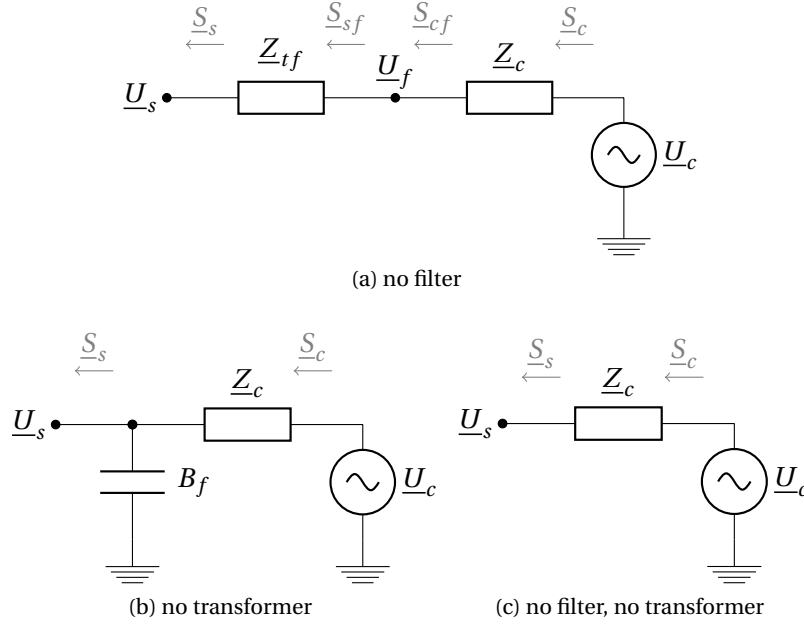 S_s S_sf S_cf S_c
Z_tf U_f Z_c
U_s
U_c
(a) no filter
S_s S_c
Z_c
U_s
B_f U_c
(b) no transformer
S_s S_c
Z_c
U_s
U_c
(c) no filter, no transformer